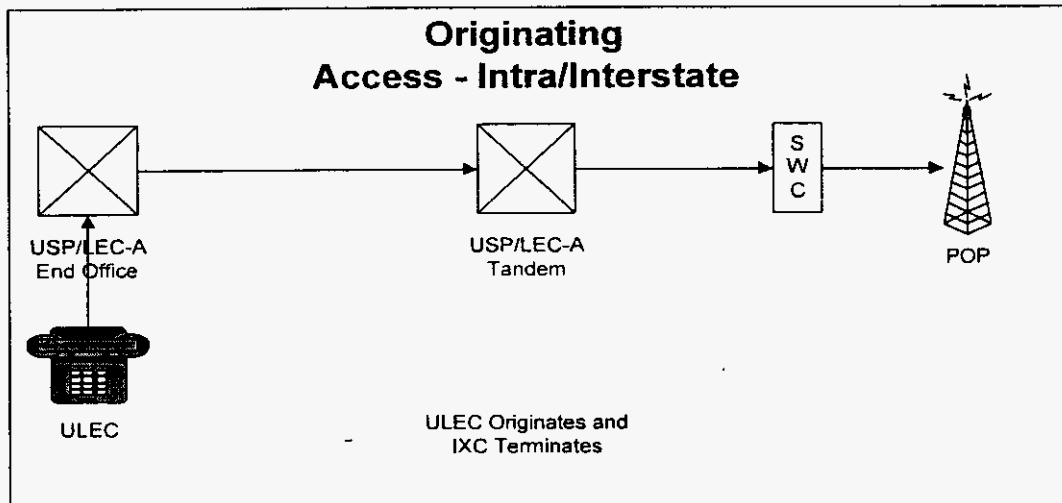 Originating
Access - Intra/Interstate
S
W
C
USP/LEC-A
End Office
USP/LEC-A
Tandem
POP
ULEC
ULEC Originates and
IXC Terminates